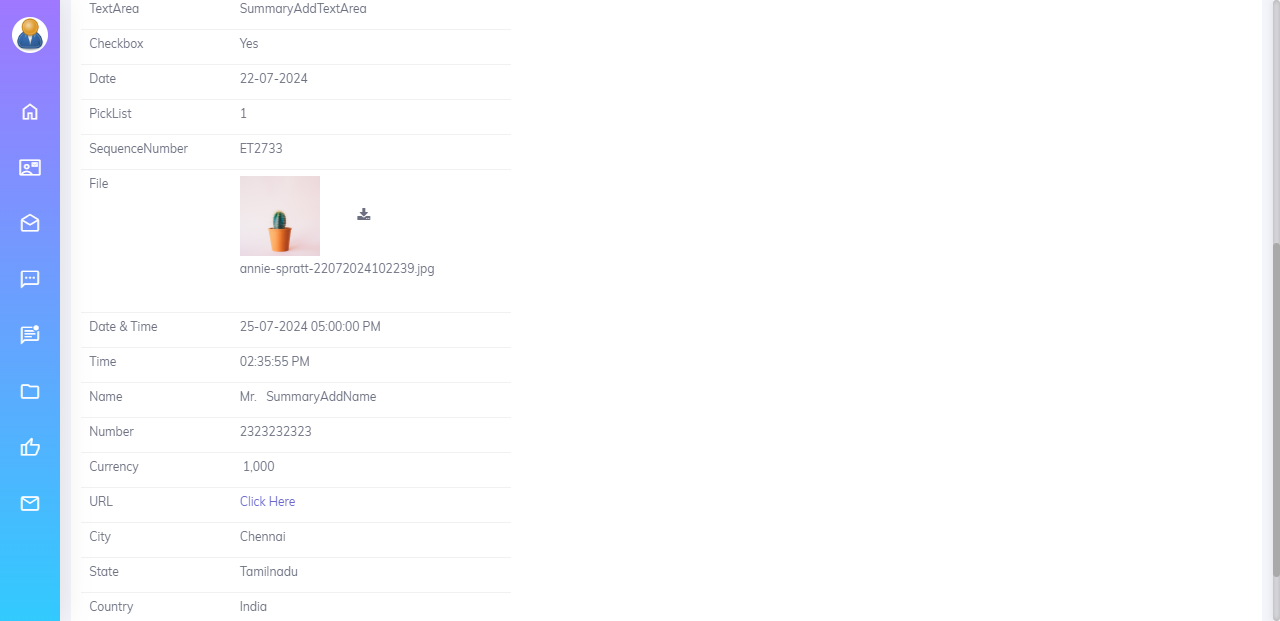 TextArea SummaryAddTextArea
Checkbox Yes
Date 22-07-2024
PickList 1
SequenceNumber ET2733
File
annie-spratt-22072024102239.jpg
Date & Time 25-07-2024 05:00:00 PM
Time 02:35:55 PM
Name Mr. SummaryAddName
Number 2323232323
Currency 1,000
URL Click Here
City Chennai
State Tamilnadu
Country India